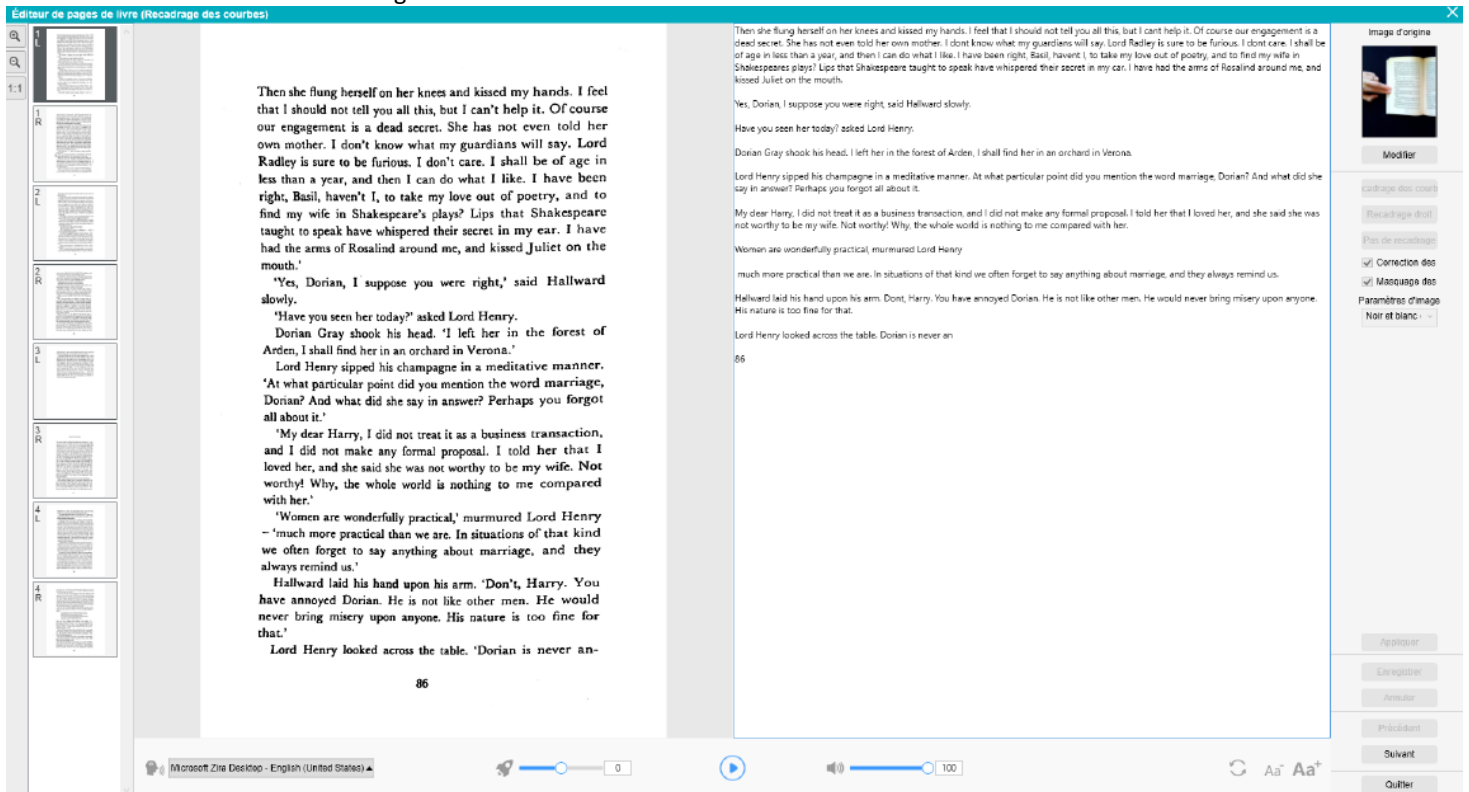 Éditeur de pages de livre (Recadrage des courbes)
1
L
1
R
2
L
2
R
3
L
3
R
4
L
4
R
1:1
Then she flung herself on her knees and kissed my hands. I feel
that I should not tell you all this, but I can't help it. Of course
our engagement is a dead secret. She has not even told her
own mother. I don't know what my guardians will say. Lord
Radley is sure to be furious. I don't care. I shall be of age in
less than a year, and then I can do what I like. I have been
right, Basil, haven't I, to take my love out of poetry, and to
find my wife in Shakespeare's plays? Lips that Shakespeare
taught to speak have whispered their secret in my ear. I have
had the arms of Rosalind around me, and kissed Juliet on the
mouth.'
'Yes, Dorian, I suppose you were right,' said Hallward
slowly.
'Have you seen her today?' asked Lord Henry.
Dorian Gray shook his head. 'I left her in the forest of
Arden, I shall find her in an orchard in Verona.'
Lord Henry sipped his champagne in a meditative manner.
'At what particular point did you mention the word marriage,
Dorian? And what did she say in answer? Perhaps you forgot
all about it.'
'My dear Harry, I did not treat it as a business transaction,
and I did not make any formal proposal. I told her that I
loved her, and she said she was not worthy to be my wife. Not
worthy! Why, the whole world is nothing to me compared
with her.'
'Women are wonderfully practical,' murmured Lord Henry
– 'much more practical than we are. In situations of that kind
we often forget to say anything about marriage, and they
always remind us.'
Hallward laid his hand upon his arm. 'Don't, Harry. You
have annoyed Dorian. He is not like other men. He would
never bring misery upon anyone. His nature is too fine for
that.'
Lord Henry looked across the table. 'Dorian is never an-
86
Then she flung herself on her knees and kissed my hands. I feel that I should not tell you all this, but I cant help it. Of course our engagement is a
dead secret. She has not even told her own mother. I dont know what my guardians will say. Lord Radley is sure to be furious. I dont care. I shall be
of age in less than a year, and then I can do what I like. I have been right, Basil, havent I, to take my love out of poetry, and to find my wife in
Shakespeares plays? Lips that Shakespeare taught to speak have whispered their secret in my car. I have had the arms of Rosalind around me, and
kissed Juliet on the mouth.
Yes, Dorian, I suppose you were right, said Hallward slowly.
Have you seen her today? asked Lord Henry.
Dorian Gray shook his head. I left her in the forest of Arden, I shall find her in an orchard in Verona.
Lord Henry sipped his champagne in a meditative manner. At what particular point did you mention the word marriage, Dorian? And what did she
say in answer? Perhaps you forgot all about it.
My dear Harry, I did not treat it as a business transaction, and I did not make any formal proposal. I told her that I loved her, and she said she was
not worthy to be my wife. Not worthy! Why, the whole world is nothing to me compared with her.
Women are wonderfully practical, murmured Lord Henry
much more practical than we are. In situations of that kind we often forget to say anything about marriage, and they always remind us.
Hallward laid his hand upon his arm. Dont, Harry. You have annoyed Dorian. He is not like other men. He would never bring misery upon anyone.
His nature is too fine for that.
Lord Henry looked across the table. Dorian is never an
86
Image d'origine
Modifier
cadrage des courb
Recadrage droit
Pas de recadrage
Correction des
Masquage des
Paramètres d'image
Noir et blanc
Appliquer
Enregistrer
Annuler
Précédent
Suivant
Quitter
Microsoft Zira Desktop - English (United States)
0
100
Aa-
Aa+